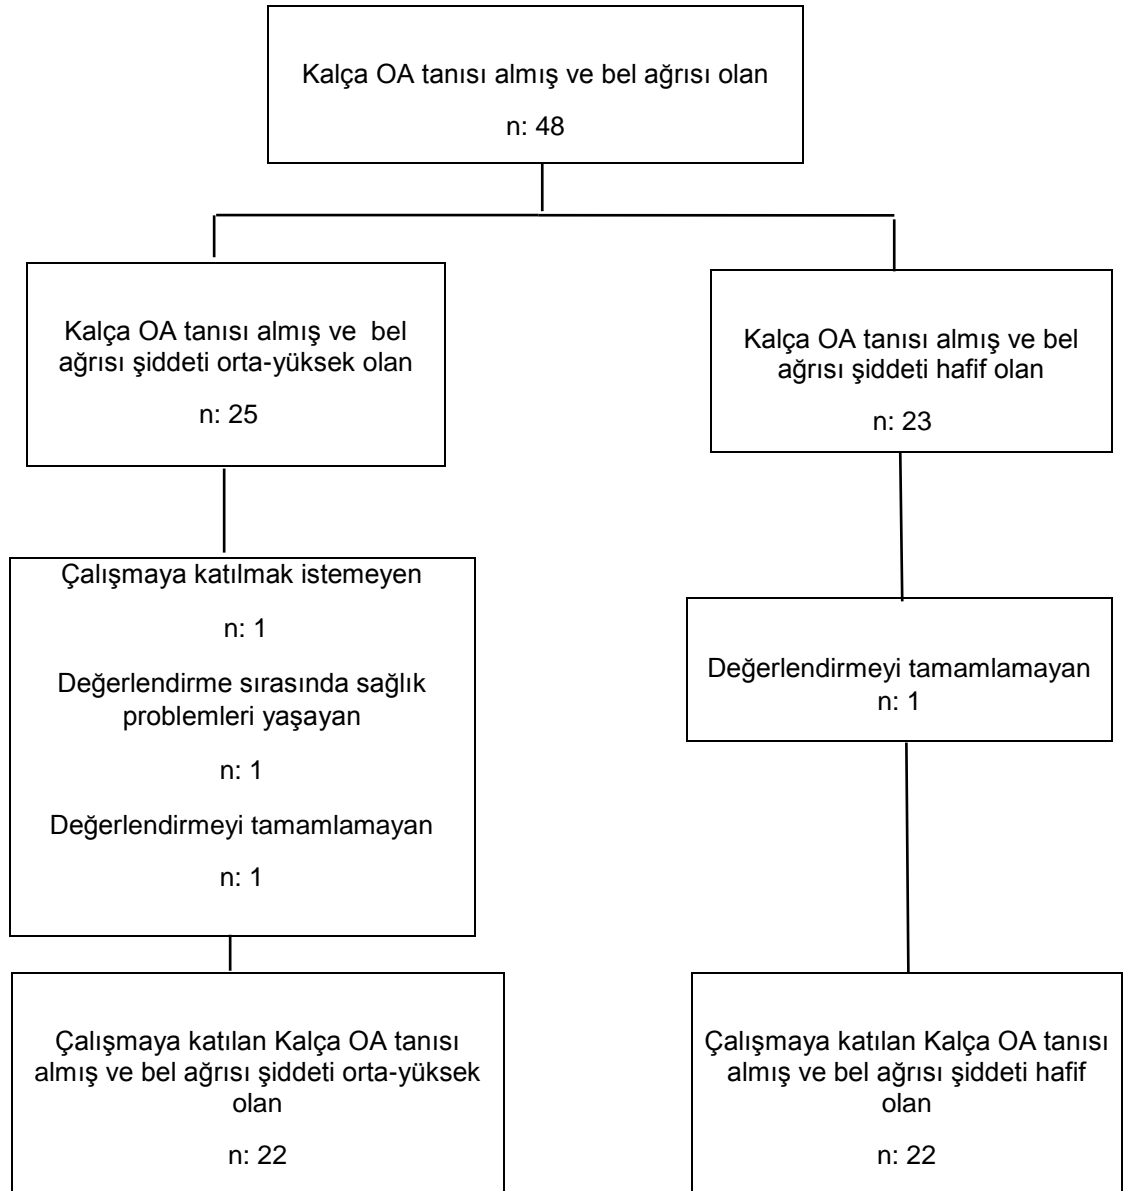 Kalça OA tanısı almış ve bel ağrısı olan
n: 48
Kalça OA tanısı almış ve bel
ağrısı şiddeti orta-yüksek olan
n: 25
Kalça OA tanısı almış ve bel
ağrısı şiddeti hafif olan
n: 23
Çalışmaya katılmak istemeyen
n: 1
Değerlendirme sırasında sağlık
problemleri yaşayan
n: 1
Değerlendirmeyi tamamlamayan
n: 1
Değerlendirmeyi tamamlamayan
n: 1
Çalışmaya katılan Kalça OA tanısı
almış ve bel ağrısı şiddeti orta-yüksek
olan
n: 22
Çalışmaya katılan Kalça OA tanısı
almış ve bel ağrısı şiddeti hafif
olan
n: 22